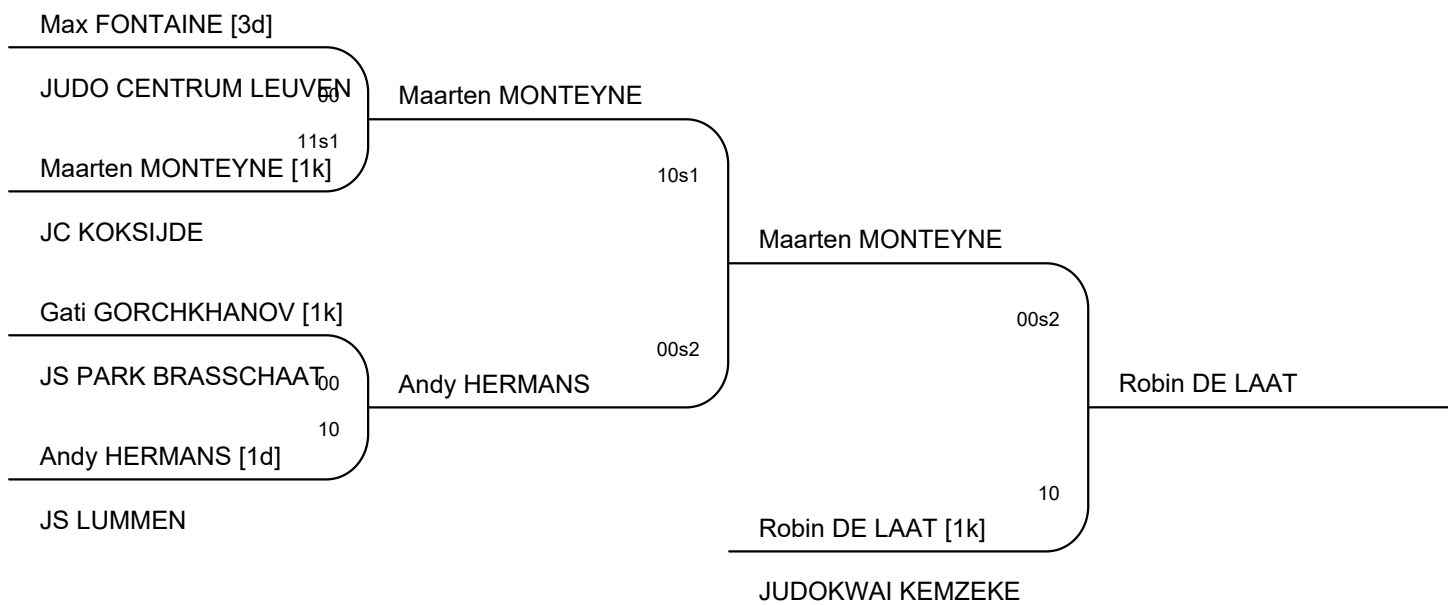 Max FONTAINE [3d]
JUDO CENTRUM LEUVEN
00
Maarten MONTEYNE
11s1
Maarten MONTEYNE [1k]
10s1
JC KOKSIJDE
Maarten MONTEYNE
Gati GORCHKHANOV [1k]
00s2
00s2
JS PARK BRASSCHAAT
00
Andy HERMANS
Robin DE LAAT
10
Andy HERMANS [1d]
10
JS LUMMEN
Robin DE LAAT [1k]
JUDOKWAI KEMZEKE